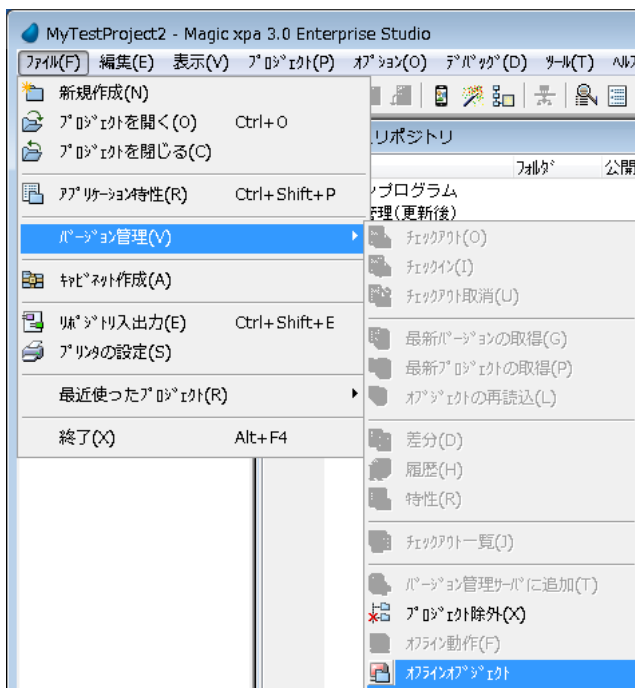 MyTestProject2 - Magic xpa 3.0 Enterprise Studio
ﾌｧｲﾙ(F) 編集(E) 表示(V) ﾌﾟﾛｼﾞｪｸﾄ(P) ｵﾌﾟｼｮﾝ(O) ﾃﾞﾊﾞｯｸﾞ(D) ﾂｰﾙ(T)
新規作成(N)
ﾌﾟﾛｼﾞｪｸﾄを開く(O) Ctrl+O
ﾌﾟﾛｼﾞｪｸﾄを閉じる(C)
ｱﾌﾟﾘｹｰｼｮﾝ特性(R) Ctrl+Shift+P
ﾊﾞｰｼﾞｮﾝ管理(V)
ｷｬﾋﾞﾈｯﾄ作成(A)
ﾘﾎﾟｼﾞﾄﾘ入出力(E) Ctrl+Shift+E
ﾌﾟﾘﾝﾀの設定(S)
最近使ったﾌﾟﾛｼﾞｪｸﾄ(R)
終了(X) Alt+F4
リポジトリ
ﾌｫﾙﾀﾞ 公開
プログラム
管理(更新後)
ﾁｪｯｸｱｳﾄ(O)
ﾁｪｯｸｲﾝ(I)
ﾁｪｯｸｱｳﾄ取消(U)
最新ﾊﾞｰｼﾞｮﾝの取得(G)
最新ﾌﾟﾛｼﾞｪｸﾄの取得(P)
ｵﾌﾞｼﾞｪｸﾄの再読込(L)
差分(D)
履歴(H)
特性(R)
ﾁｪｯｸｱｳﾄ一覧(J)
ﾊﾞｰｼﾞｮﾝ管理ｻｰﾊﾞに追加(T)
ﾌﾟﾛｼﾞｪｸﾄ除外(X)
ｵﾌﾗｲﾝ動作(F)
ｵﾌﾗｲﾝｵﾌﾞｼﾞｪｸﾄ